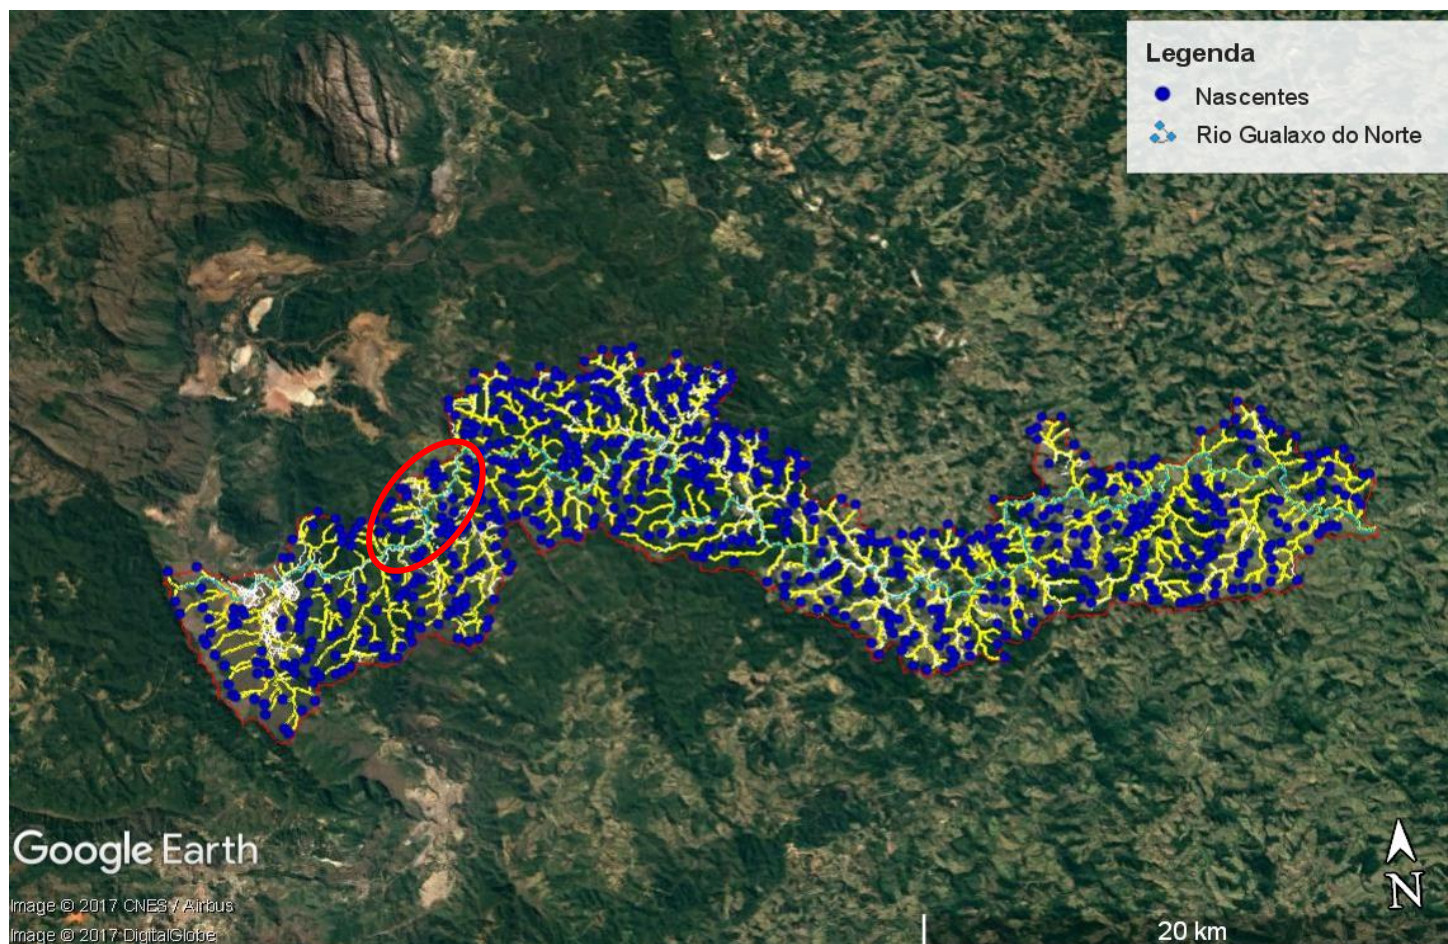 Legenda
Nascentes
Rio Gualaxo do Norte
Google Earth
Image © 2017 CNES / Airbus
Image © 2017 DigitalGlobe
N
20 km